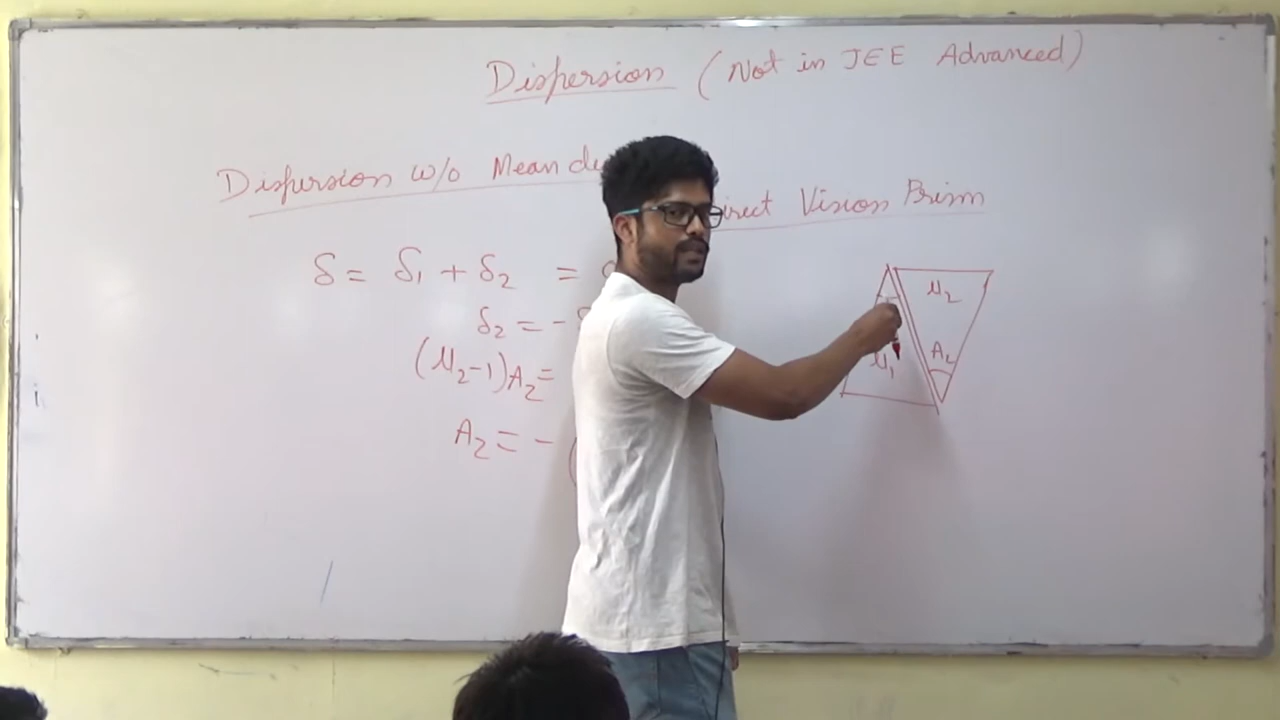 Dispersion (Not in JEE Advanced)
Dispersion w/o Mean de
irect Vision Prism
δ = δ₁ + δ₂ =
δ₂ = -
(μ₂-1)A₂ =
A₂ = -
μ₂
A₂
μ₁